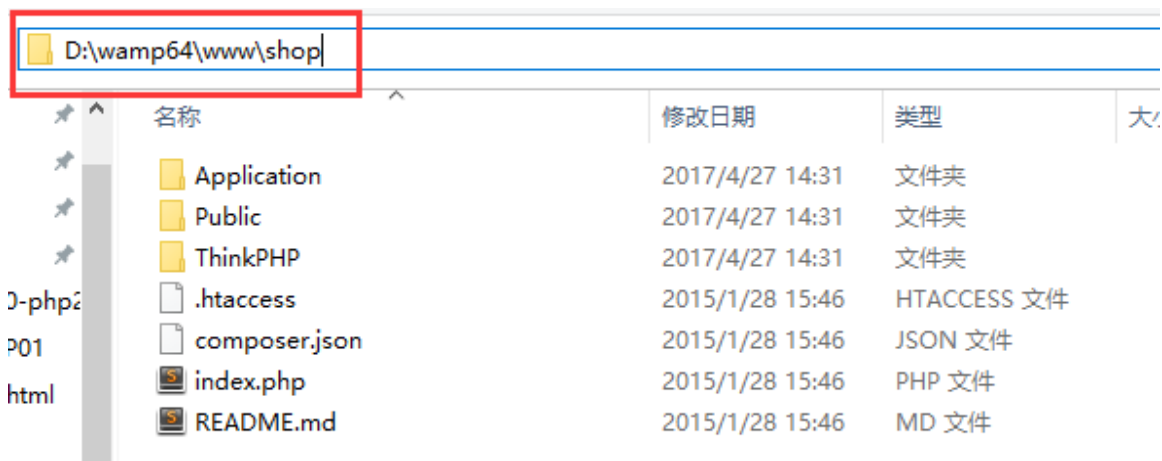 D:\wamp64\www\shop
名称 修改日期 类型
Application 2017/4/27 14:31 文件夹
Public 2017/4/27 14:31 文件夹
ThinkPHP 2017/4/27 14:31 文件夹
.htaccess 2015/1/28 15:46 HTACCESS 文件
0-php2
composer.json 2015/1/28 15:46 JSON 文件
P01
index.php 2015/1/28 15:46 PHP 文件
html
README.md 2015/1/28 15:46 MD 文件